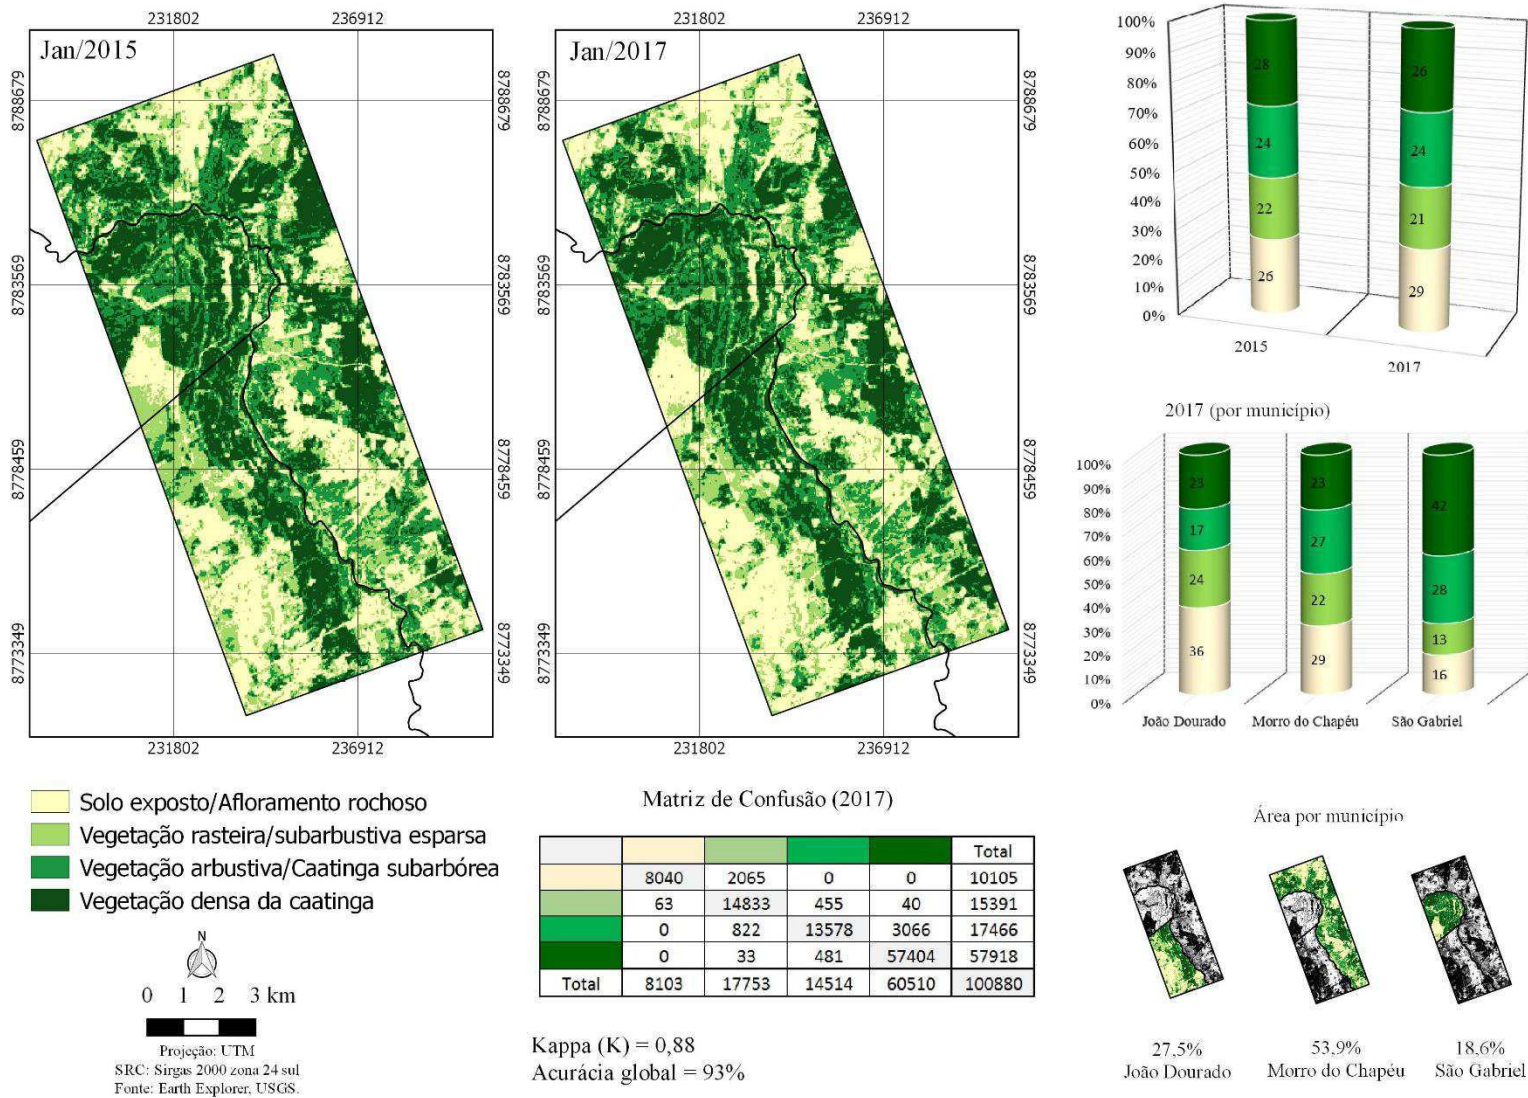 231802 236912
Jan/2015
8788679 8788679
8783569 8783569
8778459 8778459
8773349 8773349
231802 236912
231802 236912
Jan/2017
8788679 8788679
8783569 8783569
8778459 8778459
8773349 8773349
231802 236912
100%
90%
80%
70%
60%
50%
40%
30%
20%
10%
0%
28 26
24 24
22 21
26 29
2015
2017
2017 (por município)
100%
90%
80%
70%
60%
50%
40%
30%
20%
10%
0%
23 23 42
17 27 28
24 22 13
36 29 16
João Dourado Morro do Chapéu São Gabriel
Solo exposto/Afloramento rochoso
Vegetação rasteira/subarbustiva esparsa
Vegetação arbustiva/Caatinga subarbórea
Vegetação densa da caatinga
N
0 1 2 3 km
Projeção: UTM
SRC: Sirgas 2000 zona 24 sul
Fonte: Earth Explorer, USGS.
Matriz de Confusão (2017)
Total
8040 2065 0 0 10105
63 14833 455 40 15391
0 822 13578 3066 17466
0 33 481 57404 57918
Total 8103 17753 14514 60510 100880
Kappa (K) = 0,88
Acurácia global = 93%
Área por município
27,5% 53,9% 18,6%
João Dourado Morro do Chapéu São Gabriel